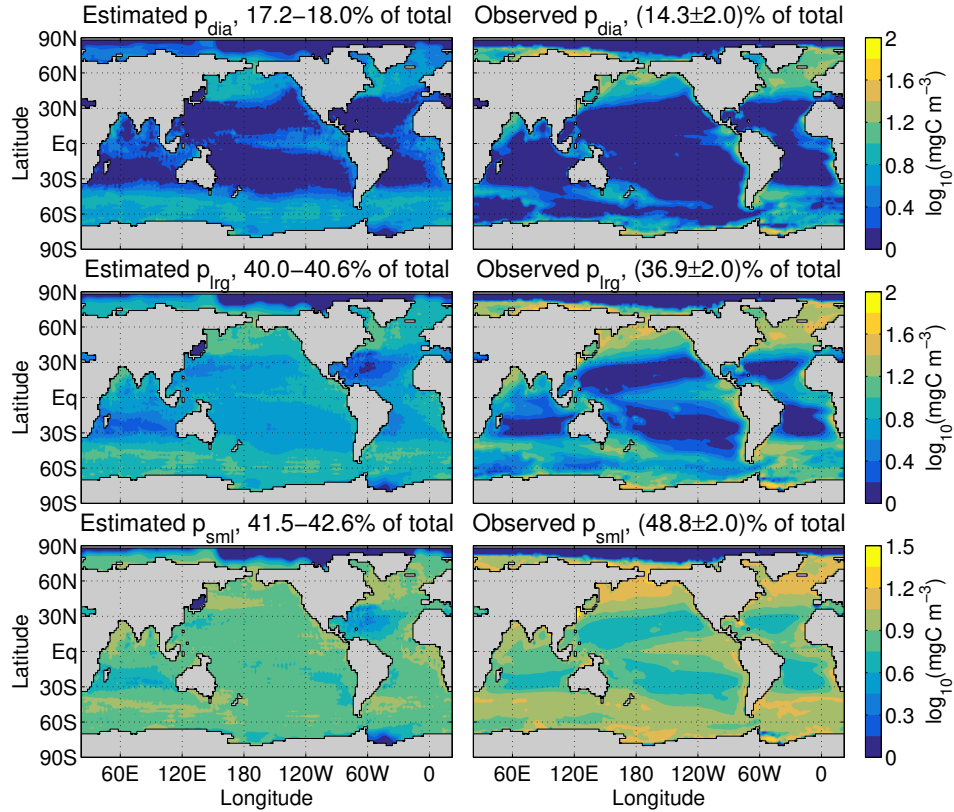 Estimated p_dia, 17.2−18.0% of total
Observed p_dia, (14.3±2.0)% of total
90N
60N
30N
Eq
30S
60S
90S
Latitude
2
1.6
1.2
0.8
0.4
0
log10(mgC m−3)
Estimated p_lrg, 40.0−40.6% of total
Observed p_lrg, (36.9±2.0)% of total
90N
60N
30N
Eq
30S
60S
90S
Latitude
2
1.6
1.2
0.8
0.4
0
log10(mgC m−3)
Estimated p_sml, 41.5−42.6% of total
Observed p_sml, (48.8±2.0)% of total
90N
60N
30N
Eq
30S
60S
90S
Latitude
1.5
1.2
0.9
0.6
0.3
0
log10(mgC m−3)
60E 120E 180 120W 60W 0
60E 120E 180 120W 60W 0
Longitude
Longitude